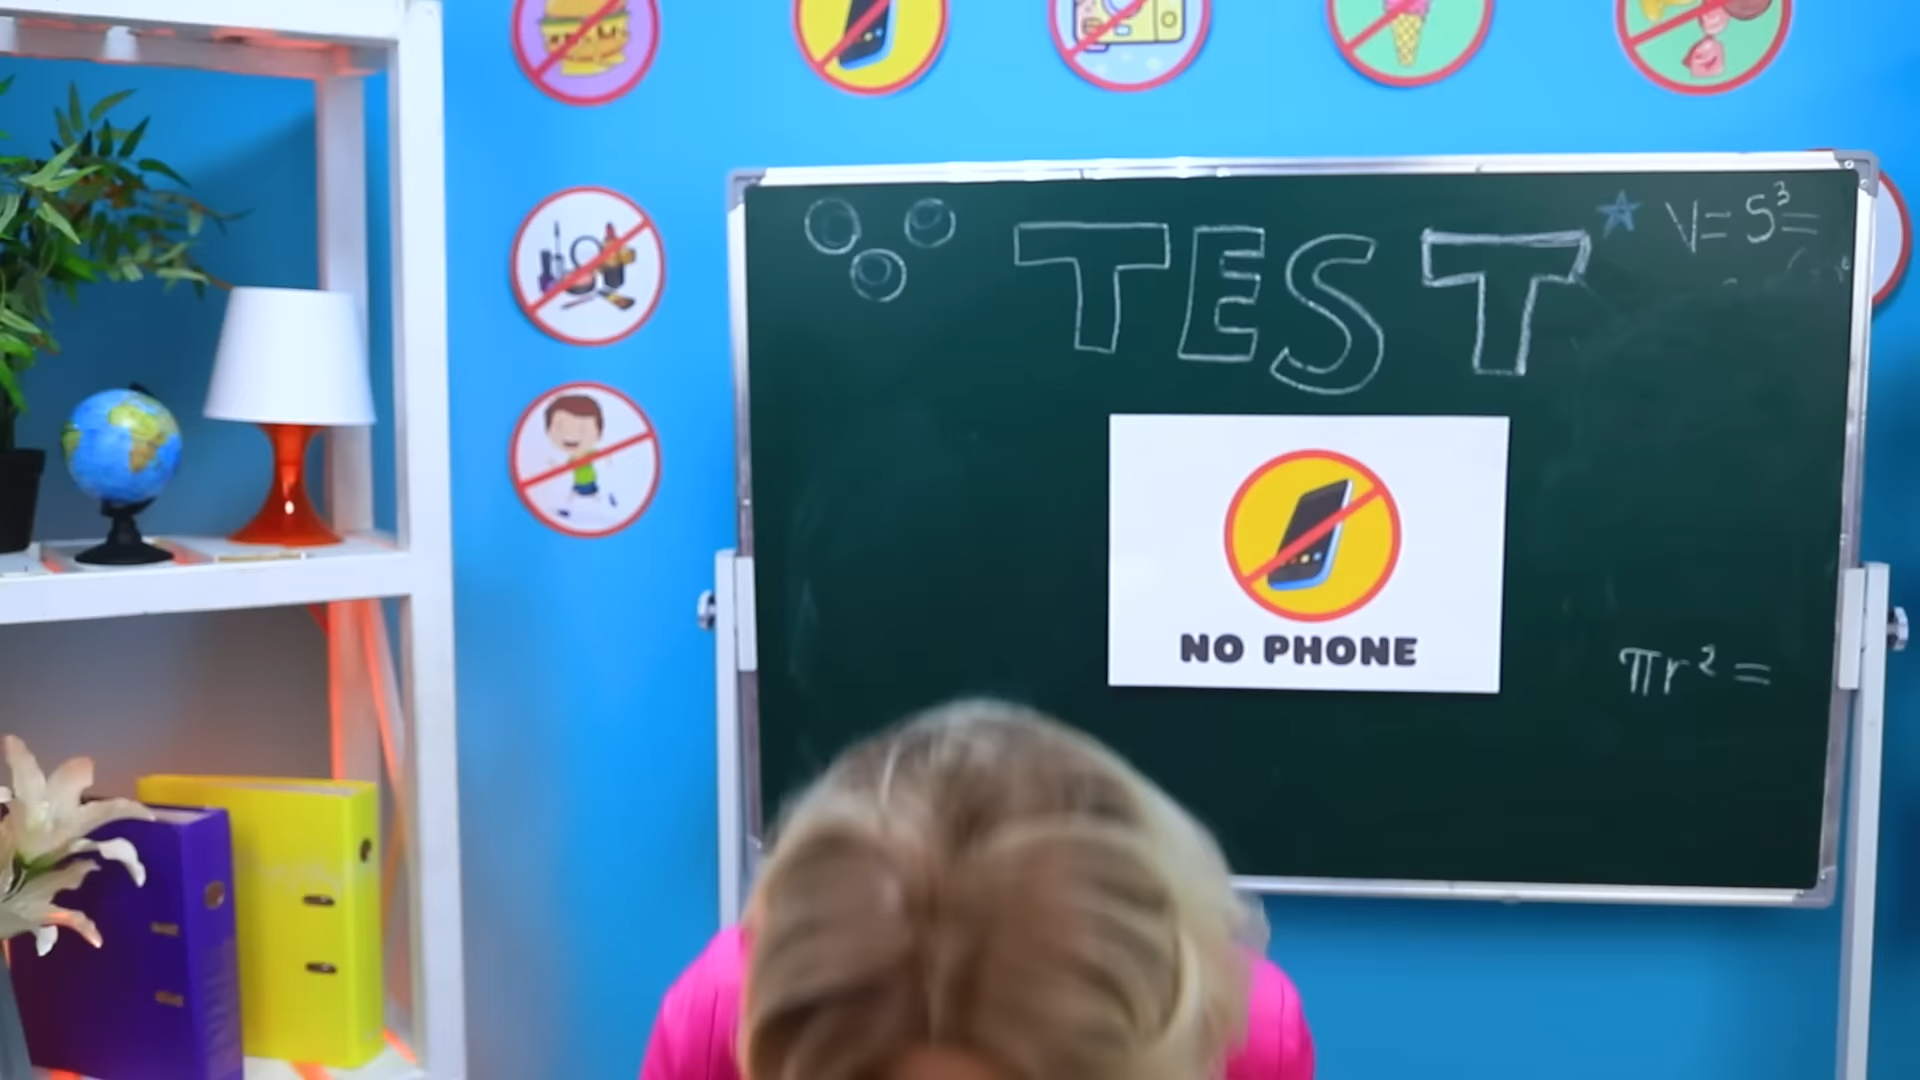 TEST
V = S³ =
NO PHONE
πr² =